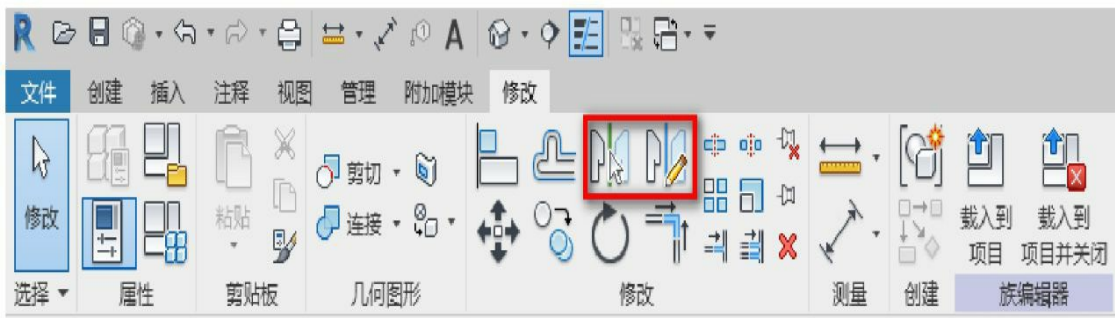 文件 创建 插入 注释 视图 管理 附加模块 修改
修改
粘贴
剪切
连接
载入到
项目
载入到
项目并关闭
选择 属性 剪贴板 几何图形 修改 测量 创建 族编辑器